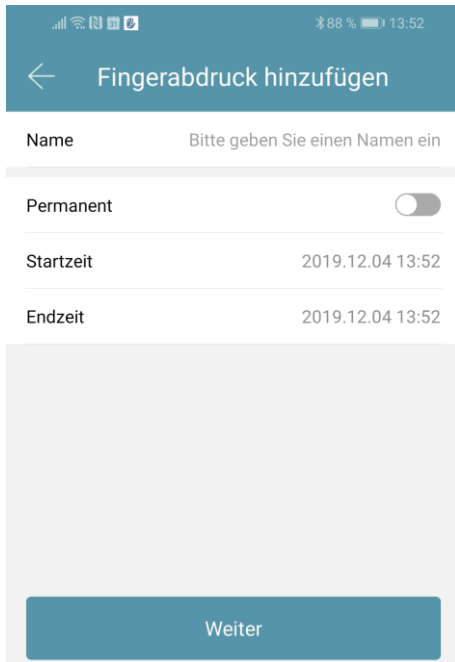 88 % 13:52
Fingerabdruck hinzufügen
Name Bitte geben Sie einen Namen ein
Permanent
Startzeit 2019.12.04 13:52
Endzeit 2019.12.04 13:52
Weiter